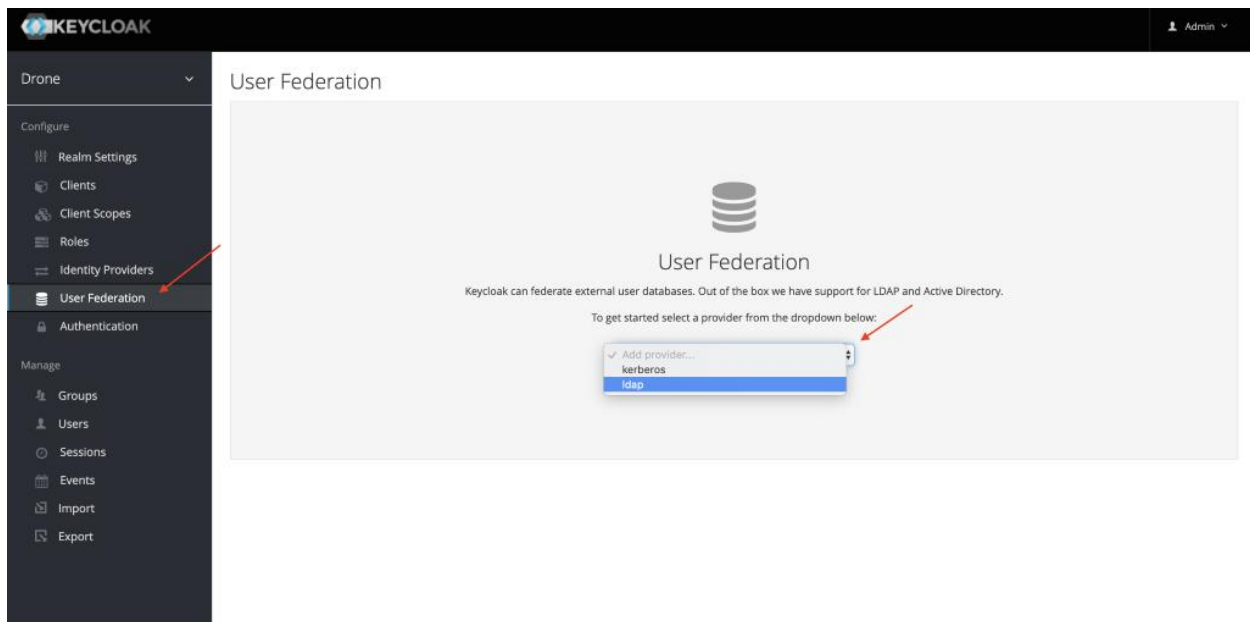 KEYCLOAK
Admin
Drone
User Federation
Configure
Realm Settings
Clients
Client Scopes
Roles
Identity Providers
User Federation
Authentication
Manage
Groups
Users
Sessions
Events
Import
Export
User Federation
Keycloak can federate external user databases. Out of the box we have support for LDAP and Active Directory.
To get started select a provider from the dropdown below:
Add provider...
kerberos
ldap